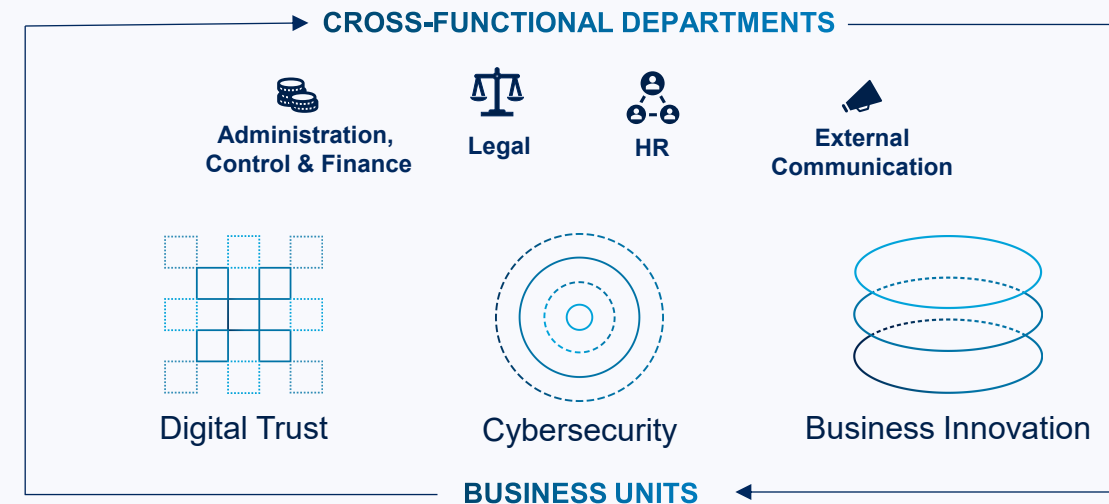 CROSS-FUNCTIONAL DEPARTMENTS
Administration,
Control & Finance
Legal
HR
External
Communication
Digital Trust
Cybersecurity
Business Innovation
BUSINESS UNITS